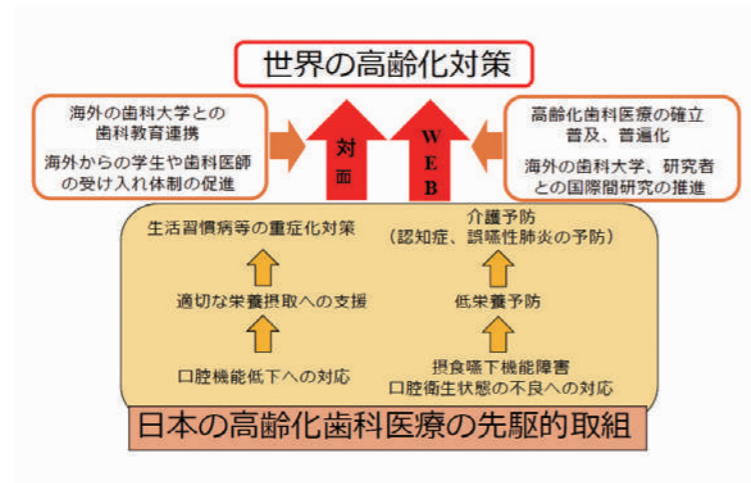 世界の高齢化対策
海外の歯科大学との
歯科教育連携
海外からの学生や歯科医師
の受け入れ体制の促進
対面
WEB
高齢化歯科医療の確立
普及、普遍化
海外の歯科大学、研究者
との国際間研究の推進
生活習慣病等の重症化対策
適切な栄養摂取への支援
口腔機能低下への対応
介護予防
(認知症、誤嚥性肺炎の予防)
低栄養予防
摂食嚥下機能障害
口腔衛生状態の不良への対応
日本の高齢化歯科医療の先駆的取組